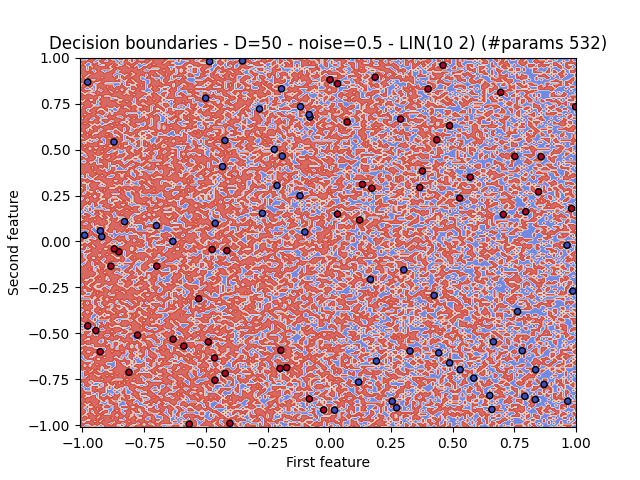 Decision boundaries - D=50 - noise=0.5 - LIN(10 2) (#params 532)
1.00
0.75
0.50
0.25
0.00
−0.25
−0.50
−0.75
−1.00
Second feature
−1.00 −0.75 −0.50 −0.25 0.00 0.25 0.50 0.75 1.00
First feature